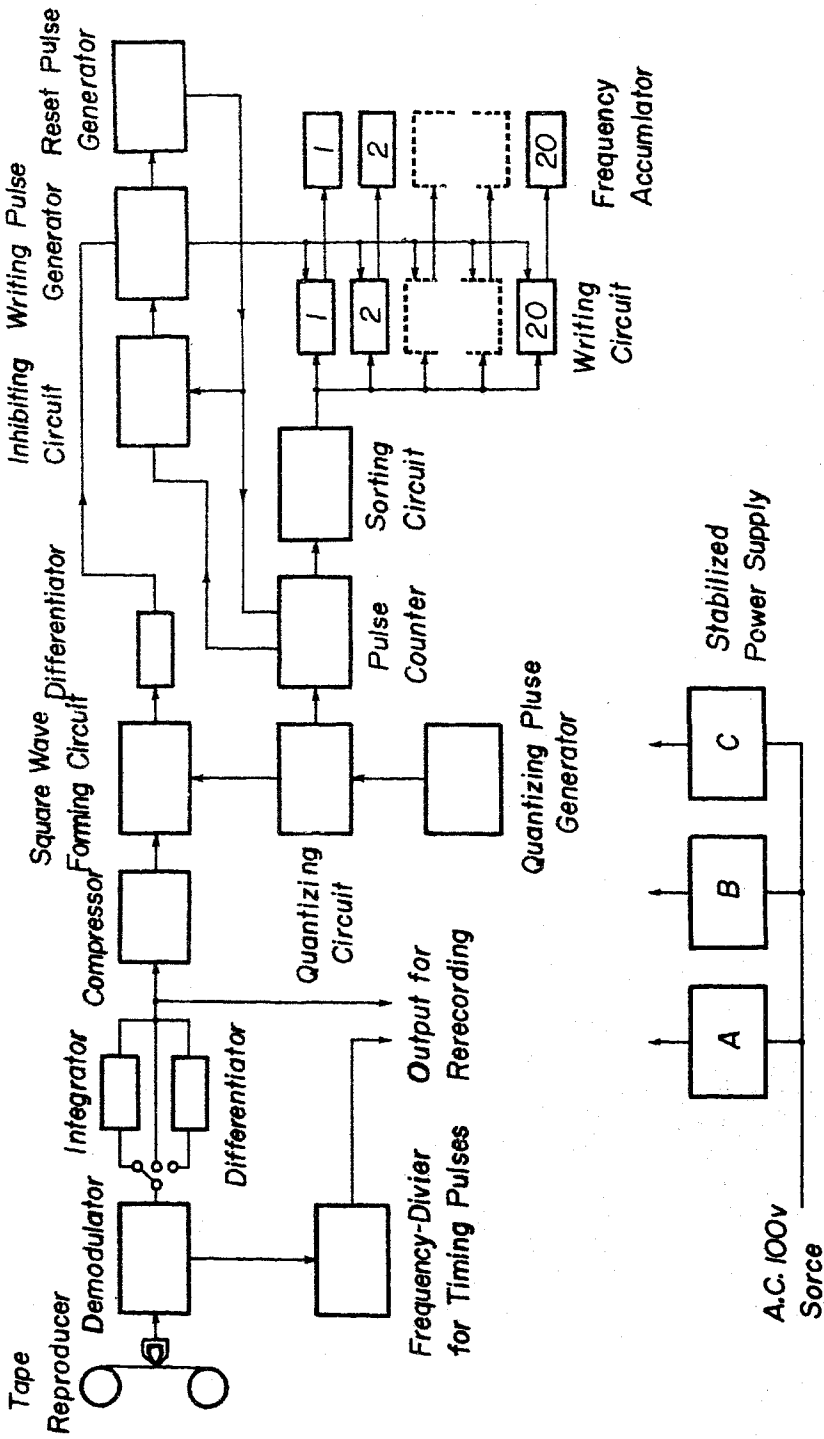 Tape
Reproducer
Demodulator
Integrator
Differentiator
Compressor
Square Wave
Forming Circuit
Differentiator
Inhibiting
Circuit
Writing Pulse
Generator
Reset Pulse
Generator
Frequency-Divier
for Timing Pulses
Output for
Rerecording
Quantizing
Circuit
Quantizing Pluse
Generator
Pulse
Counter
Sorting
Circuit
1
2
20
Writing
Circuit
1
2
20
Frequency
Accumlator
A.C. 100v
Sorce
A
B
C
Stabilized
Power Supply